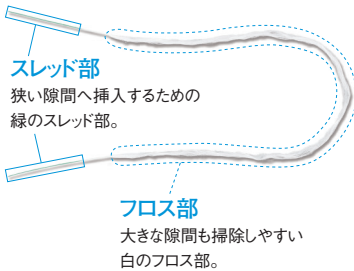 スレッド部
狭い隙間へ挿入するための
緑のスレッド部。
フロス部
大きな隙間も掃除しやすい
白のフロス部。